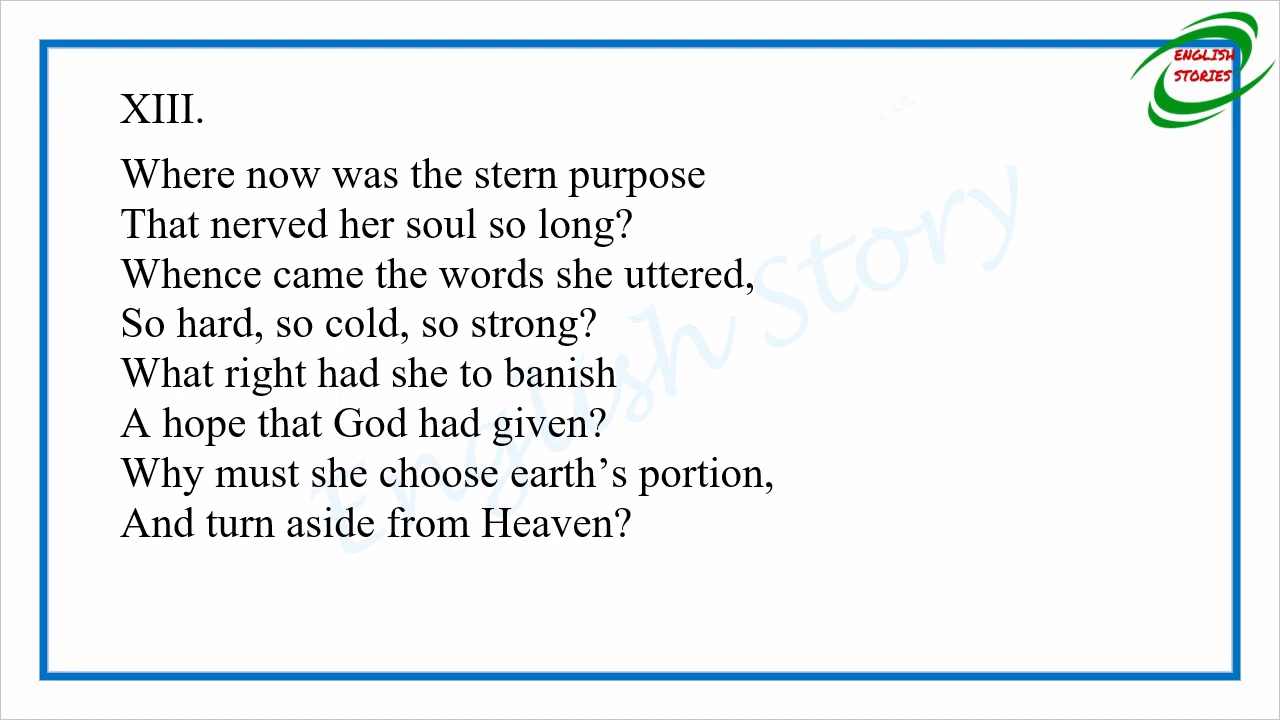 ENGLISH
STORIES
XIII.
Where now was the stern purpose
That nerved her soul so long?
Whence came the words she uttered,
So hard, so cold, so strong?
What right had she to banish
A hope that God had given?
Why must she choose earth’s portion,
And turn aside from Heaven?
English Story